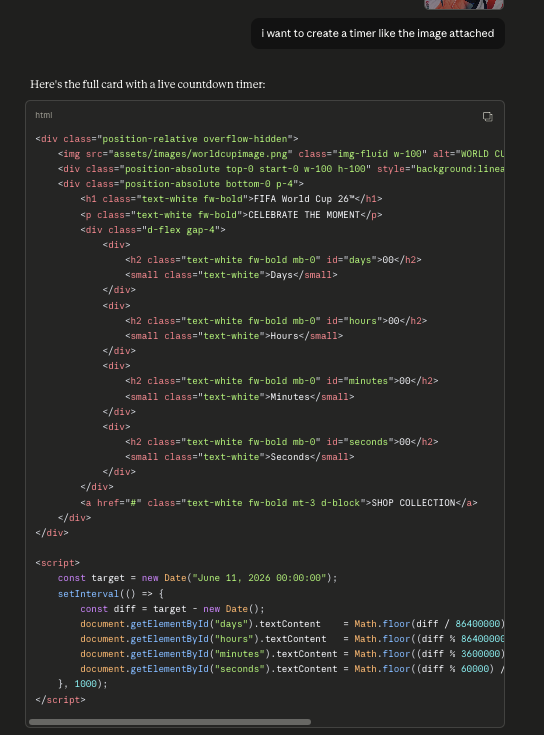 i want to create a timer like the image attached
Here's the full card with a live countdown timer:
html
<div class="position-relative overflow-hidden">
    <img src="assets/images/worldcupimage.png" class="img-fluid w-100" alt="WORLD CU
    <div class="position-absolute top-0 start-0 w-100 h-100" style="background:linea
    <div class="position-absolute bottom-0 p-4">
        <h1 class="text-white fw-bold">FIFA World Cup 26™</h1>
        <p class="text-white fw-bold">CELEBRATE THE MOMENT</p>
        <div class="d-flex gap-4">
            <div>
                <h2 class="text-white fw-bold mb-0" id="days">00</h2>
                <small class="text-white">Days</small>
            </div>
            <div>
                <h2 class="text-white fw-bold mb-0" id="hours">00</h2>
                <small class="text-white">Hours</small>
            </div>
            <div>
                <h2 class="text-white fw-bold mb-0" id="minutes">00</h2>
                <small class="text-white">Minutes</small>
            </div>
            <div>
                <h2 class="text-white fw-bold mb-0" id="seconds">00</h2>
                <small class="text-white">Seconds</small>
            </div>
        </div>
        <a href="#" class="text-white fw-bold mt-3 d-block">SHOP COLLECTION</a>
    </div>
</div>
<script>
    const target = new Date("June 11, 2026 00:00:00");
    setInterval(() => {
        const diff = target - new Date();
        document.getElementById("days").textContent    = Math.floor(diff / 86400000)
        document.getElementById("hours").textContent   = Math.floor((diff % 86400000
        document.getElementById("minutes").textContent = Math.floor((diff % 3600000)
        document.getElementById("seconds").textContent = Math.floor((diff % 60000) /
    }, 1000);
</script>